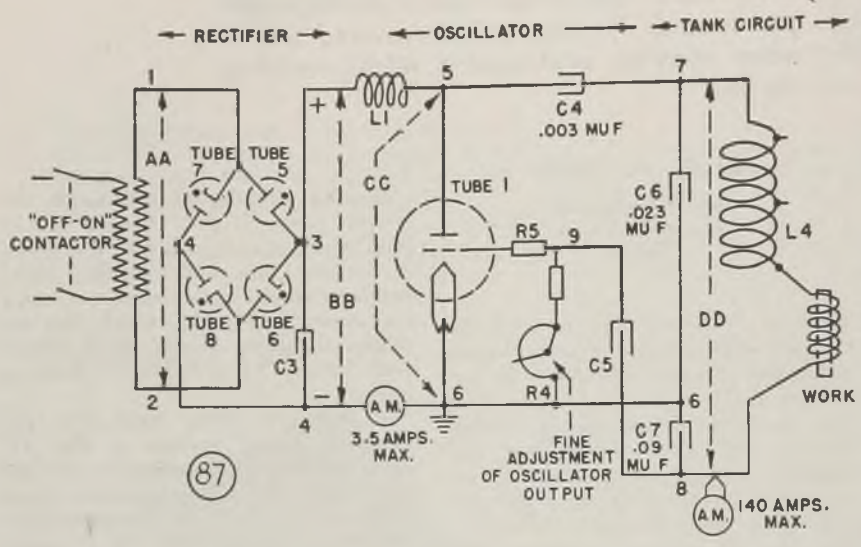 RECTIFIER
OSCILLATOR
TANK CIRCUIT
1
5
7
+
L1
C4
.003 MUF
AA
TUBE
7
TUBE
5
CC
TUBE 1
C6
.023
MU F
L4
"OFF-ON"
CONTACTOR
4
3
R5
9
BB
DD
TUBE
8
TUBE
6
C3
C5
WORK
2
4
-
A.M.
3.5 AMPS.
MAX.
6
R4
6
C7
.09
MU F
FINE
ADJUSTMENT
OF OSCILLATOR
OUTPUT
8
87
A.M.
140 AMPS.
MAX.